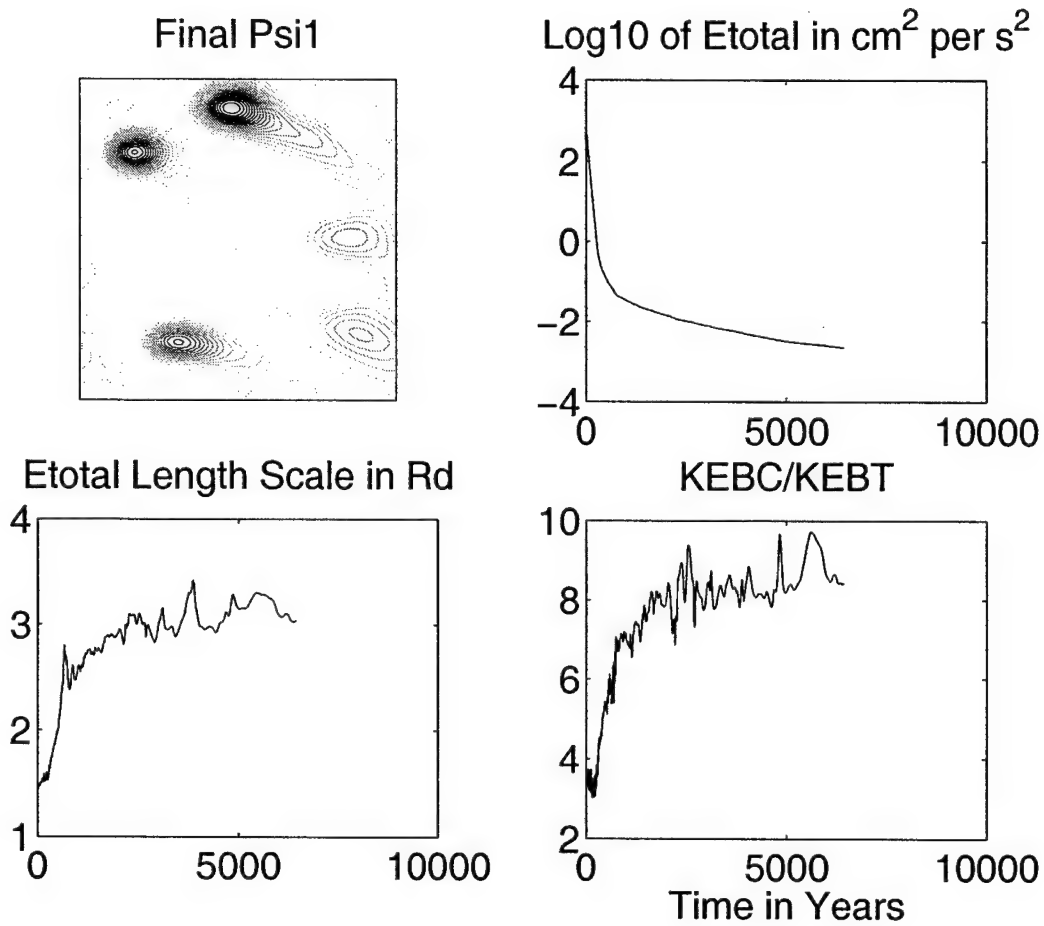 Final Psi1
Log10 of Etotal in cm² per s²
4
2
0
−2
−4
0 5000 10000
Etotal Length Scale in Rd
4
3
2
1
0 5000 10000
KEBC/KEBT
10
8
6
4
2
0 5000 10000
Time in Years